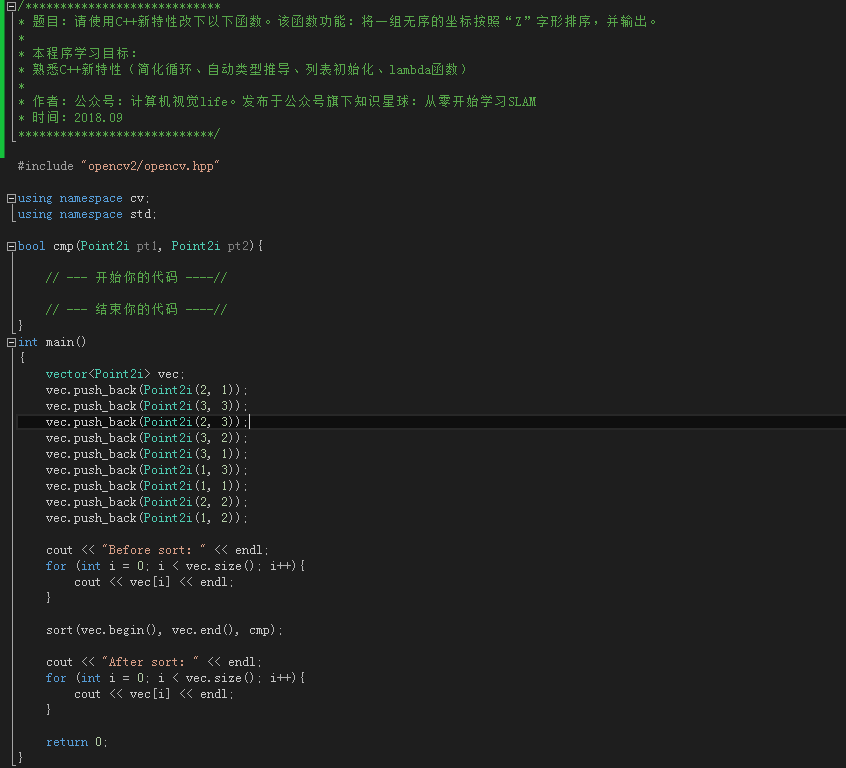 /****************************
* 题目：请使用C++新特性改下以下函数。该函数功能：将一组无序的坐标按照“Z”字形排序，并输出。
*
* 本程序学习目标：
* 熟悉C++新特性（简化循环、自动类型推导、列表初始化、lambda函数）
*
* 作者：公众号：计算机视觉life。发布于公众号旗下知识星球：从零开始学习SLAM
* 时间：2018.09
****************************/
#include "opencv2/opencv.hpp"
using namespace cv;
using namespace std;
bool cmp(Point2i pt1, Point2i pt2){
// --- 开始你的代码 ----//
// --- 结束你的代码 ----//
}
int main()
{
vector<Point2i> vec;
vec.push_back(Point2i(2, 1));
vec.push_back(Point2i(3, 3));
vec.push_back(Point2i(2, 3));
vec.push_back(Point2i(3, 2));
vec.push_back(Point2i(3, 1));
vec.push_back(Point2i(1, 3));
vec.push_back(Point2i(1, 1));
vec.push_back(Point2i(2, 2));
vec.push_back(Point2i(1, 2));
cout << "Before sort: " << endl;
for (int i = 0; i < vec.size(); i++){
cout << vec[i] << endl;
}
sort(vec.begin(), vec.end(), cmp);
cout << "After sort: " << endl;
for (int i = 0; i < vec.size(); i++){
cout << vec[i] << endl;
}
return 0;
}